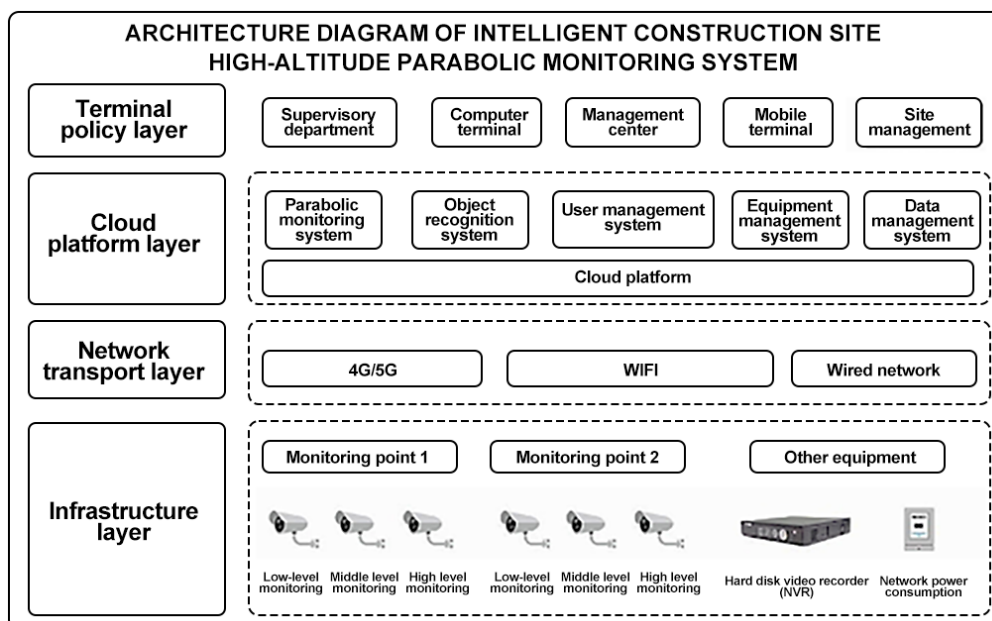 ARCHITECTURE DIAGRAM OF INTELLIGENT CONSTRUCTION SITE
HIGH-ALTITUDE PARABOLIC MONITORING SYSTEM
Terminal
policy layer
Supervisory
department
Computer
terminal
Management
center
Mobile
terminal
Site
management
Cloud
platform layer
Parabolic
monitoring
system
Object
recognition
system
User management
system
Equipment
management
system
Data
management
system
Cloud platform
Network
transport layer
4G/5G
WIFI
Wired network
Infrastructure
layer
Monitoring point 1
Monitoring point 2
Other equipment
Low-level
monitoring
Middle level
monitoring
High level
monitoring
Low-level
monitoring
Middle level
monitoring
High level
monitoring
Hard disk video recorder
(NVR)
Network power
consumption